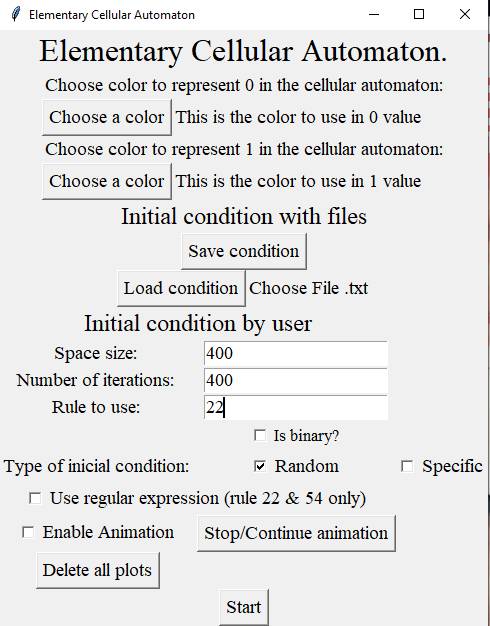 Elementary Cellular Automaton
Elementary Cellular Automaton.
Choose color to represent 0 in the cellular automaton:
Choose a color This is the color to use in 0 value
Choose color to represent 1 in the cellular automaton:
Choose a color This is the color to use in 1 value
Initial condition with files
Save condition
Load condition Choose File .txt
Initial condition by user
Space size: 400
Number of iterations: 400
Rule to use: 22
Is binary?
Type of inicial condition: Random Specific
Use regular expression (rule 22 & 54 only)
Enable Animation Stop/Continue animation
Delete all plots
Start